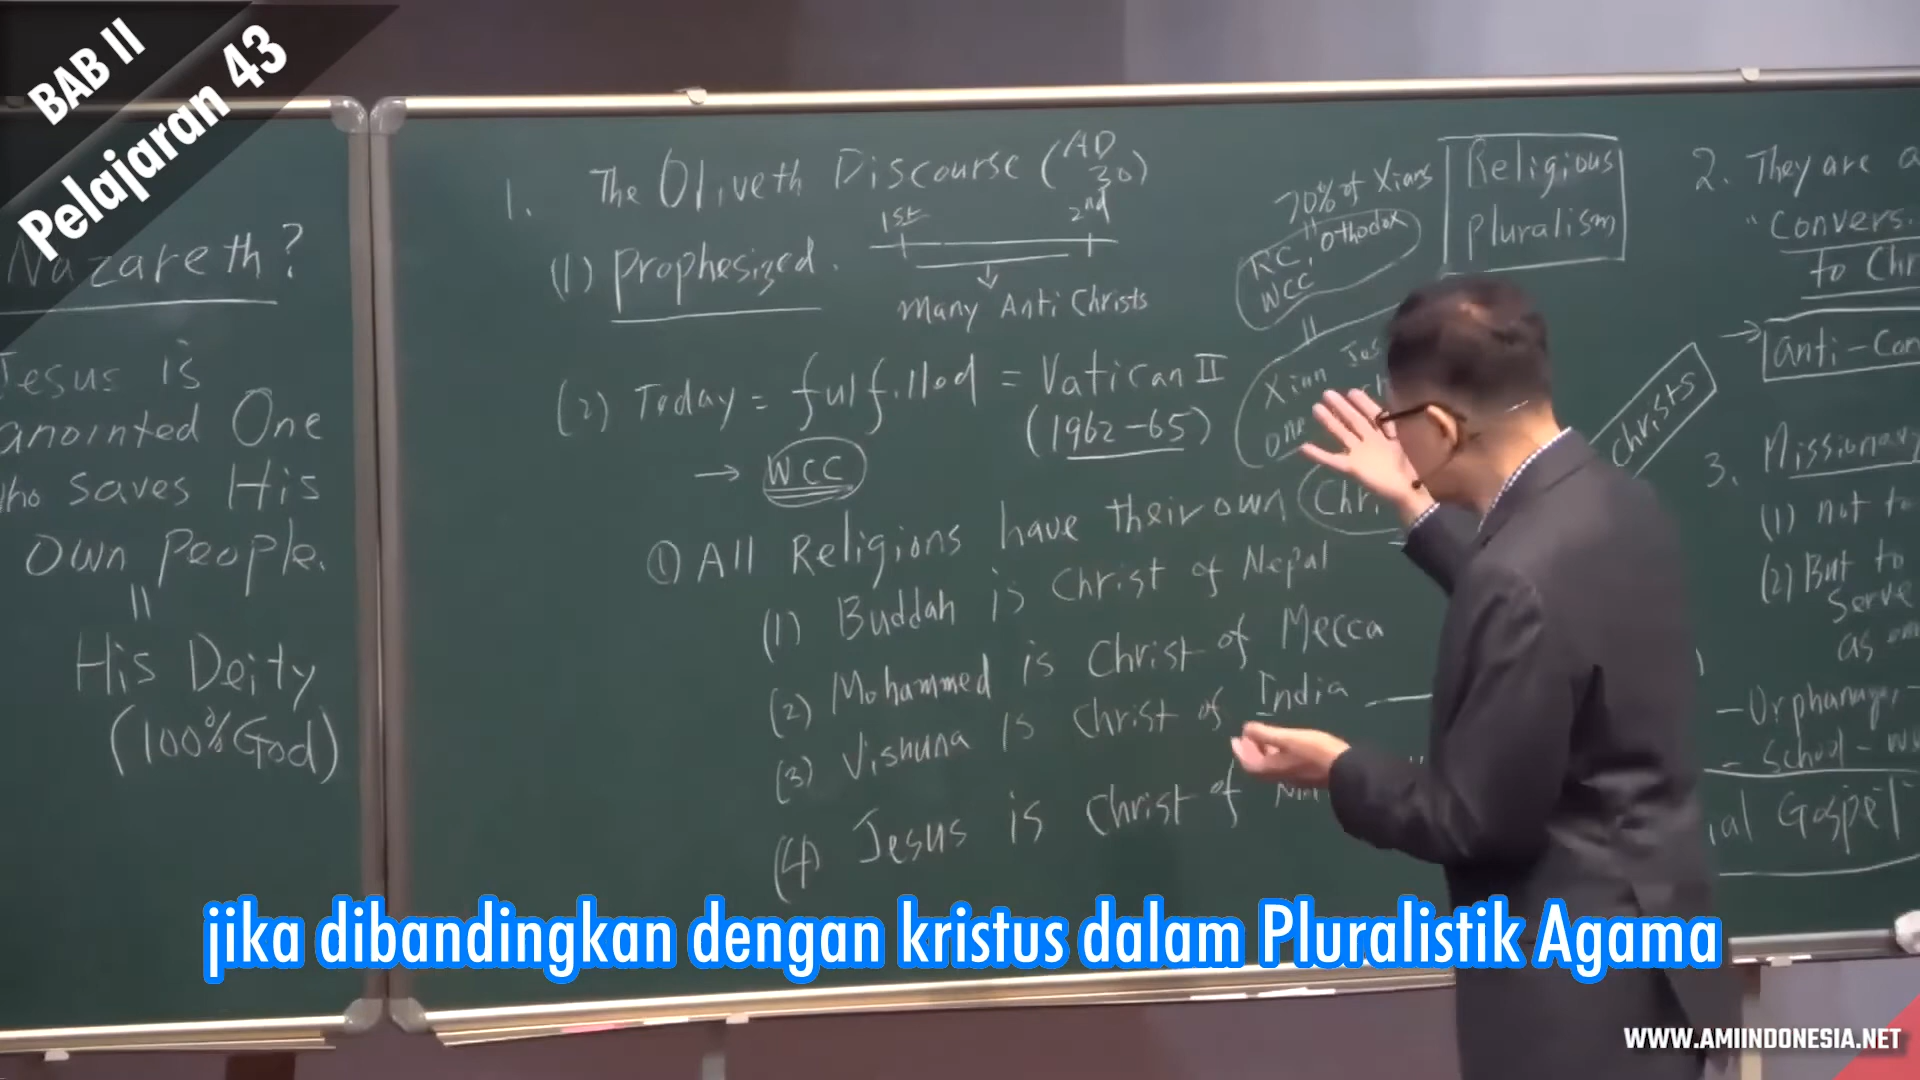 BAB II
Pelajaran 43
Nazareth?
Jesus is
anointed One
who saves His
Own People.
||
His Deity
(100% God)
1. The Oliveth Discourse (AD 30)
(1) prophesized.
1st 2nd
Many Anti Christs
(2) Today = fulfilled = Vatican II
(1962-65)
→ WCC
① All Religions have their own
(1) Buddah is Christ of Nepal
(2) Mohammed is Christ of Mecca
(3) Vishuna is Christ of India
(4) Jesus is Christ of
70% of Xians
||
RC, Othodox
WCC
||
Xian
Religious
pluralism
Christs
2. They are
"Convers.
To Chr
→ anti-Con
3. Missionary
(1) not to
(2) But to
Serve
as
- Orphanage, -
- School -
Gospel
jika dibandingkan dengan kristus dalam Pluralistik Agama
WWW.AMIINDONESIA.NET